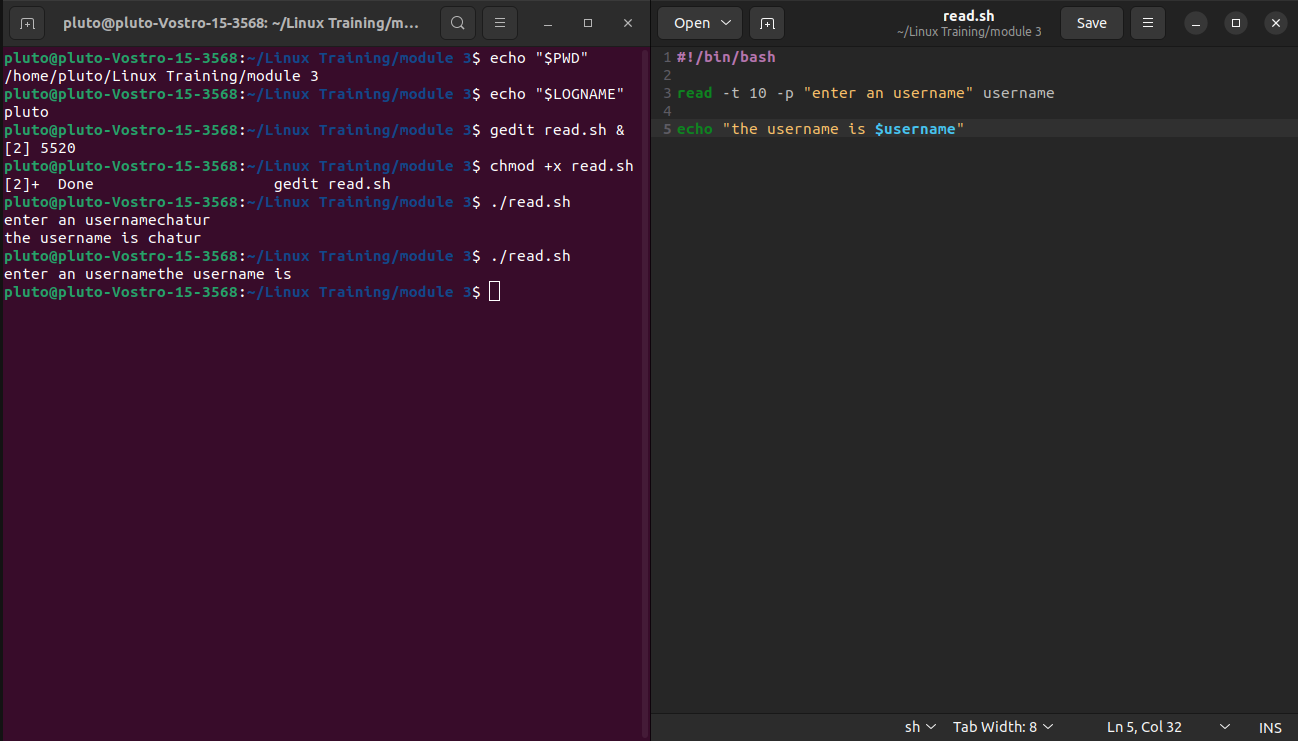 pluto@pluto-Vostro-15-3568: ~/Linux Training/m...
pluto@pluto-Vostro-15-3568:~/Linux Training/module 3$ echo "$PWD"
/home/pluto/Linux Training/module 3
pluto@pluto-Vostro-15-3568:~/Linux Training/module 3$ echo "$LOGNAME"
pluto
pluto@pluto-Vostro-15-3568:~/Linux Training/module 3$ gedit read.sh &
[2] 5520
pluto@pluto-Vostro-15-3568:~/Linux Training/module 3$ chmod +x read.sh
[2]+  Done                    gedit read.sh
pluto@pluto-Vostro-15-3568:~/Linux Training/module 3$ ./read.sh
enter an usernamechatur
the username is chatur
pluto@pluto-Vostro-15-3568:~/Linux Training/module 3$ ./read.sh
enter an usernamethe username is
pluto@pluto-Vostro-15-3568:~/Linux Training/module 3$
Open
read.sh
~/Linux Training/module 3
Save
1 #!/bin/bash
2
3 read -t 10 -p "enter an username" username
4
5 echo "the username is $username"
sh
Tab Width: 8
Ln 5, Col 32
INS